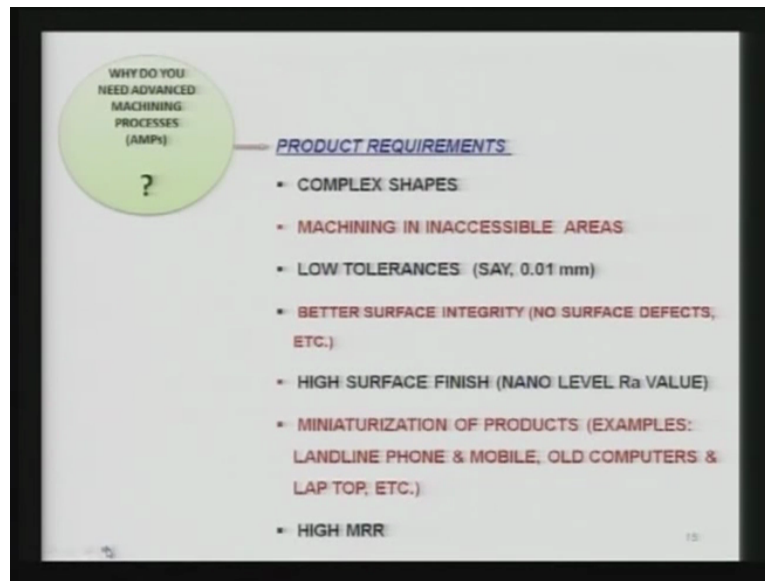 WHY DO YOU
NEED ADVANCED
MACHINING
PROCESSES
(AMPs)
?
PRODUCT REQUIREMENTS
▪ COMPLEX SHAPES
▪ MACHINING IN INACCESSIBLE AREAS
▪ LOW TOLERANCES (SAY, 0.01 mm)
▪ BETTER SURFACE INTEGRITY (NO SURFACE DEFECTS,
ETC.)
▪ HIGH SURFACE FINISH (NANO LEVEL Ra VALUE)
▪ MINIATURIZATION OF PRODUCTS (EXAMPLES:
LANDLINE PHONE & MOBILE, OLD COMPUTERS &
LAP TOP, ETC.)
▪ HIGH MRR